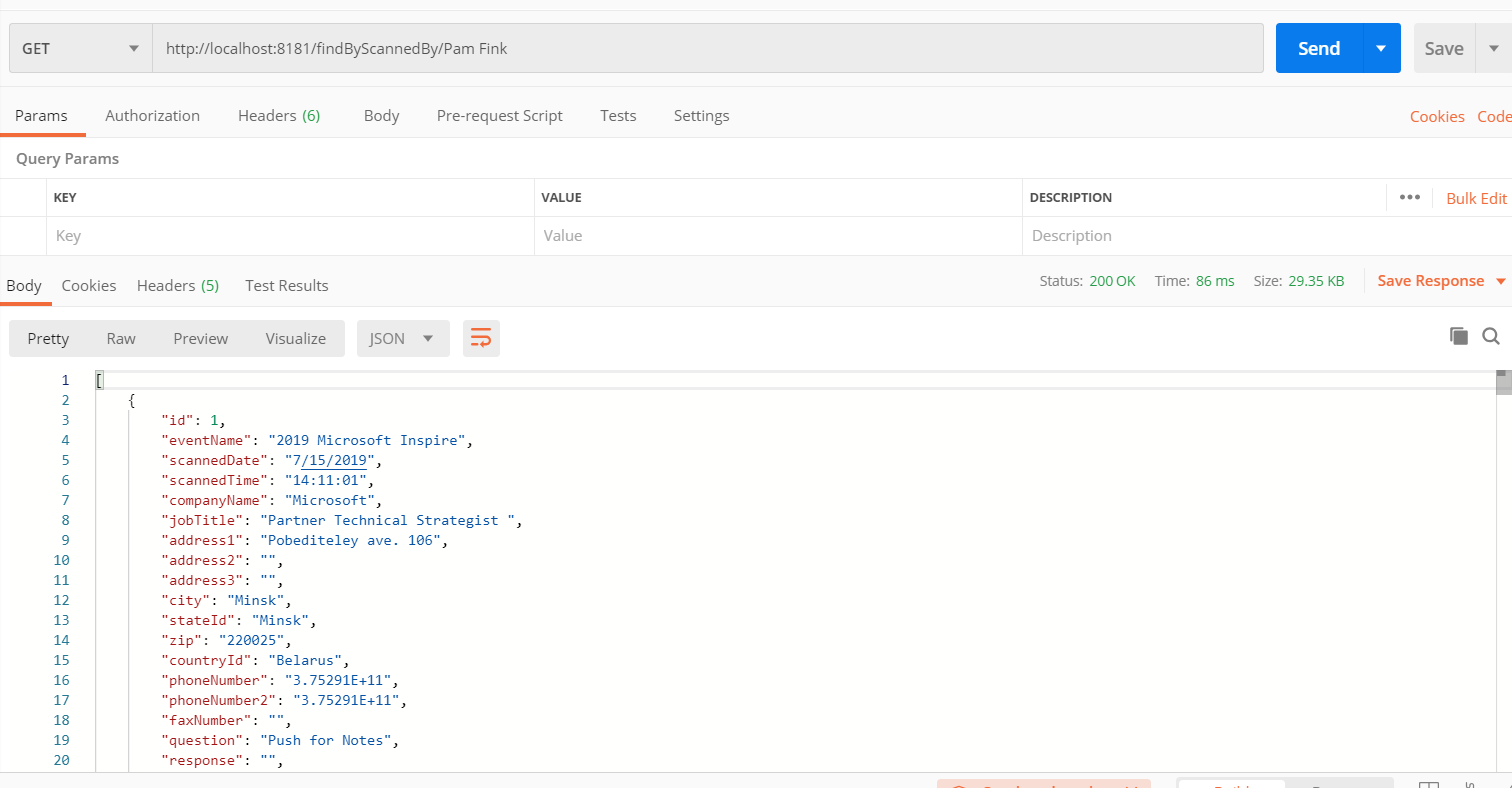 GET http://localhost:8181/findByScannedBy/Pam Fink Send Save
Params Authorization Headers (6) Body Pre-request Script Tests Settings Cookies Code
Query Params
KEY VALUE DESCRIPTION ••• Bulk Edit
Key Value Description
Body Cookies Headers (5) Test Results Status: 200 OK Time: 86 ms Size: 29.35 KB Save Response
Pretty Raw Preview Visualize JSON
1 [
2 {
3 "id": 1,
4 "eventName": "2019 Microsoft Inspire",
5 "scannedDate": "7/15/2019",
6 "scannedTime": "14:11:01",
7 "companyName": "Microsoft",
8 "jobTitle": "Partner Technical Strategist ",
9 "address1": "Pobediteley ave. 106",
10 "address2": "",
11 "address3": "",
12 "city": "Minsk",
13 "stateId": "Minsk",
14 "zip": "220025",
15 "countryId": "Belarus",
16 "phoneNumber": "3.75291E+11",
17 "phoneNumber2": "3.75291E+11",
18 "faxNumber": "",
19 "question": "Push for Notes",
20 "response": "",